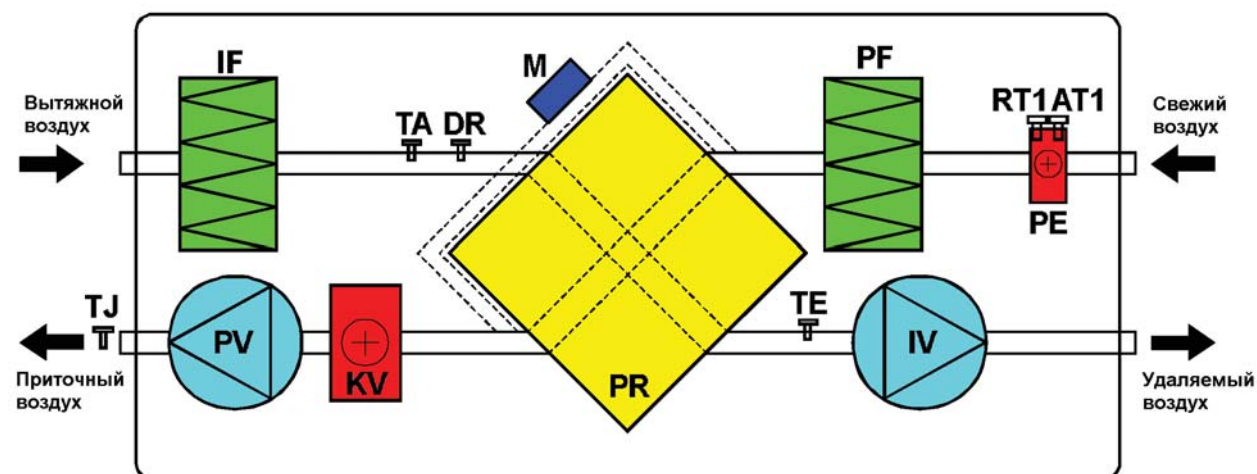 IF
M
PF
Вытяжной
воздух
TA DR
RT1AT1
Свежий
воздух
PE
TJ
PV
KV
PR
TE
IV
Приточный
воздух
Удаляемый
воздух